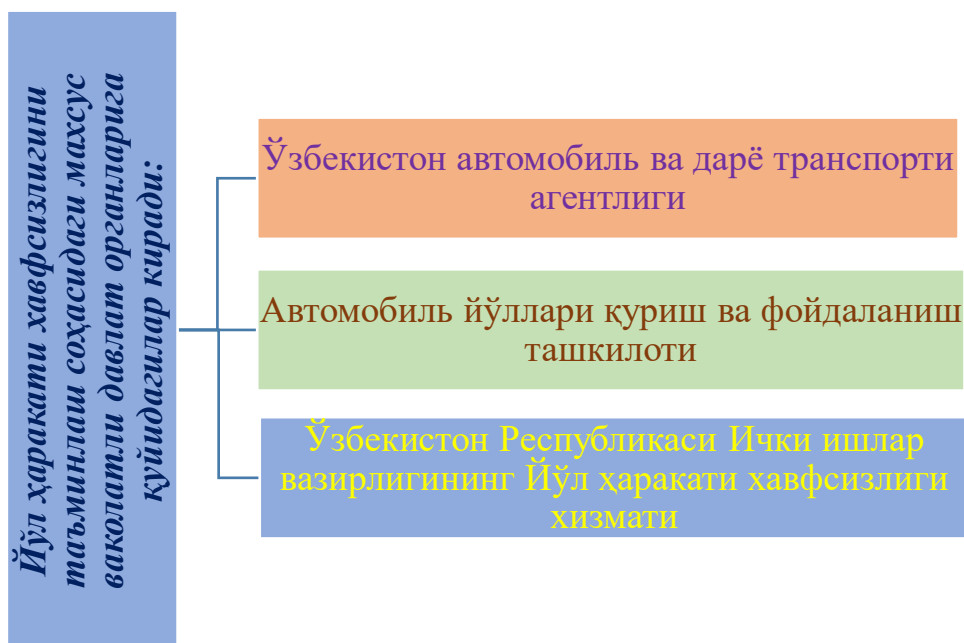 Йўл ҳаракати хавфсизлигини
таъминлаш соҳасидаги махсус
ваколатли давлат органларига
қуйидагилар киради:
Ўзбекистон автомобиль ва дарё транспорти
агентлиги
Автомобиль йўллари қуриш ва фойдаланиш
ташкилоти
Ўзбекистон Республикаси Ички ишлар
вазирлигининг Йўл ҳаракати хавфсизлиги
хизмати